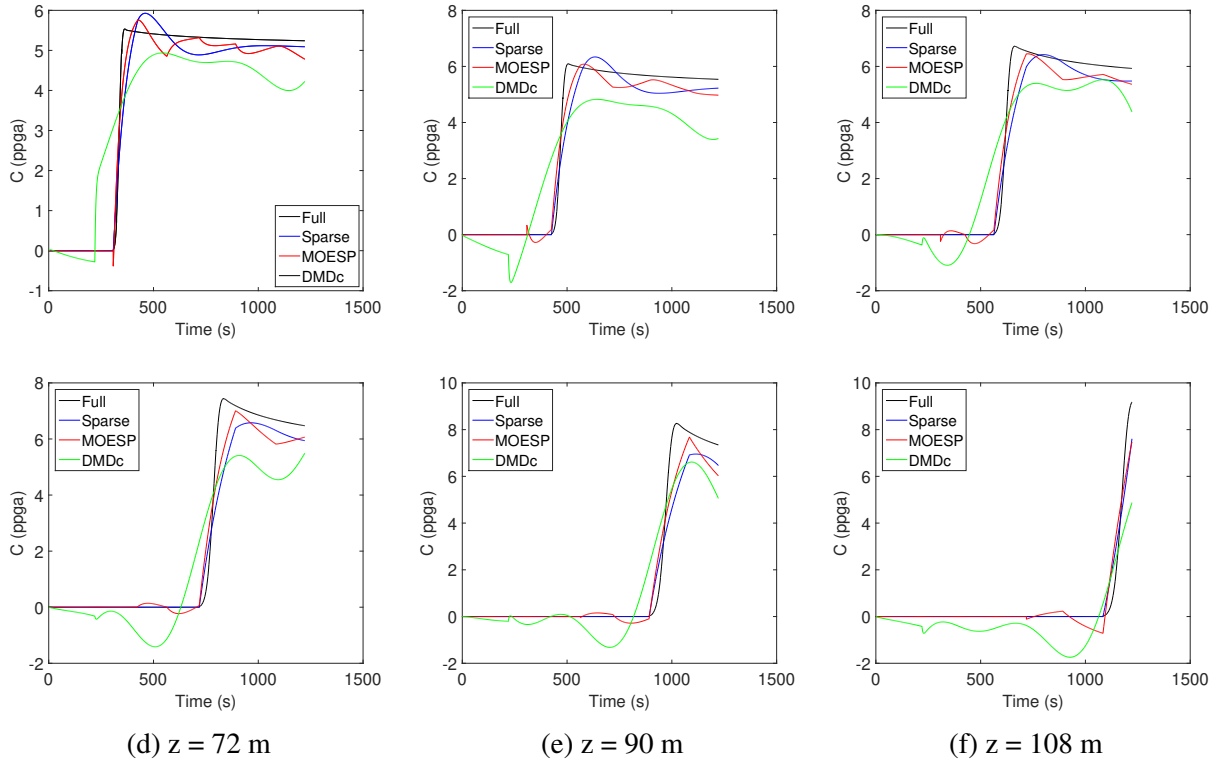 6
5
4
3
2
1
0
-1
C (ppga)
Full
Sparse
MOESP
DMDc
0 500 1000 1500
Time (s)
8
6
4
2
0
-2
C (ppga)
Full
Sparse
MOESP
DMDc
0 500 1000 1500
Time (s)
8
6
4
2
0
-2
C (ppga)
Full
Sparse
MOESP
DMDc
0 500 1000 1500
Time (s)
8
6
4
2
0
-2
C (ppga)
Full
Sparse
MOESP
DMDc
0 500 1000 1500
Time (s)
(d) z = 72 m
10
8
6
4
2
0
-2
C (ppga)
Full
Sparse
MOESP
DMDc
0 500 1000 1500
Time (s)
(e) z = 90 m
10
8
6
4
2
0
-2
C (ppga)
Full
Sparse
MOESP
DMDc
0 500 1000 1500
Time (s)
(f) z = 108 m